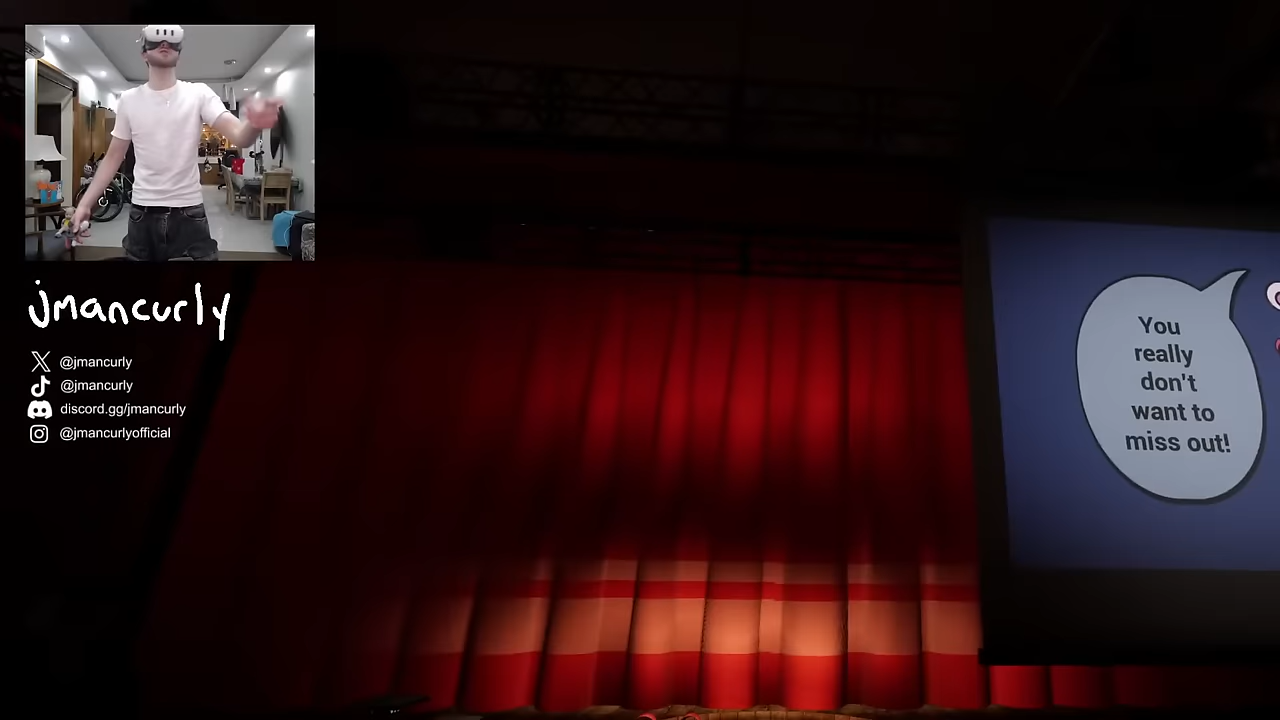 jmancurly
@jmancurly
@jmancurly
discord.gg/jmancurly
@jmancurlyofficial
You
really
don't
want to
miss out!